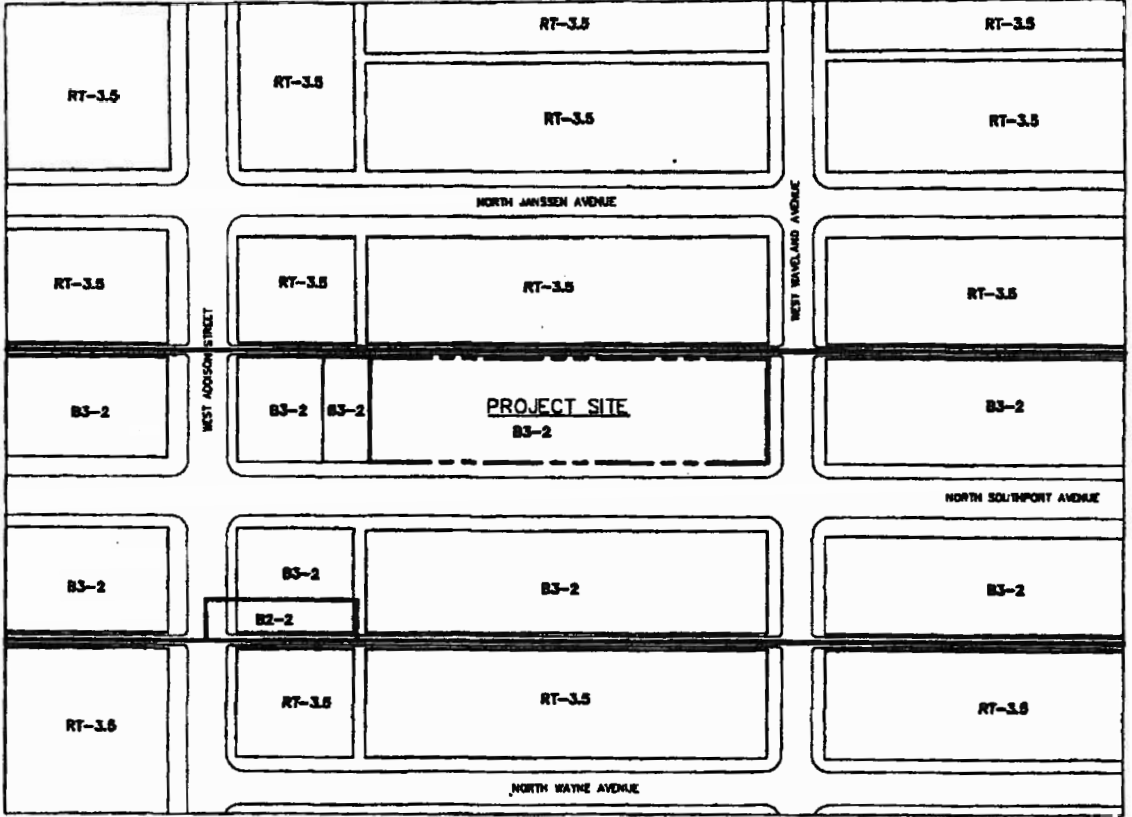 RT-3.5
RT-3.5
RT-3.5
RT-3.5
RT-3.5
RT-3.5
NORTH JANSSEN AVENUE
WEST WAVELAND AVENUE
RT-3.5
RT-3.5
RT-3.5
RT-3.5
WEST ADDISON STREET
B3-2
B3-2
B3-2
PROJECT SITE
B3-2
B3-2
NORTH SOUTHPORT AVENUE
B3-2
B3-2
B3-2
B3-2
B2-2
RT-3.5
RT-3.5
RT-3.5
RT-3.5
NORTH WAYNE AVENUE